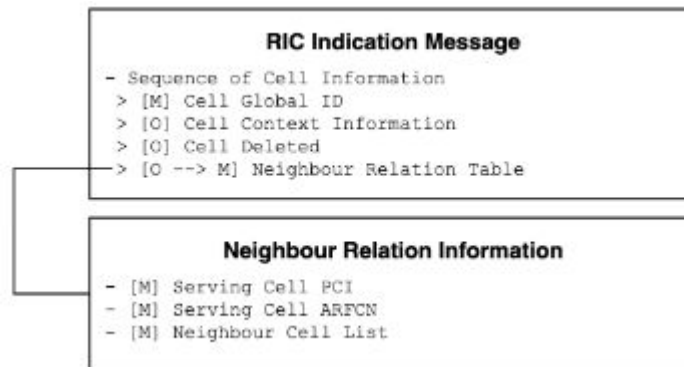 RIC Indication Message
- Sequence of Cell Information
> [M] Cell Global ID
> [O] Cell Context Information
> [O] Cell Deleted
> [O --> M] Neighbour Relation Table
Neighbour Relation Information
- [M] Serving Cell PCI
- [M] Serving Cell ARFCN
- [M] Neighbour Cell List